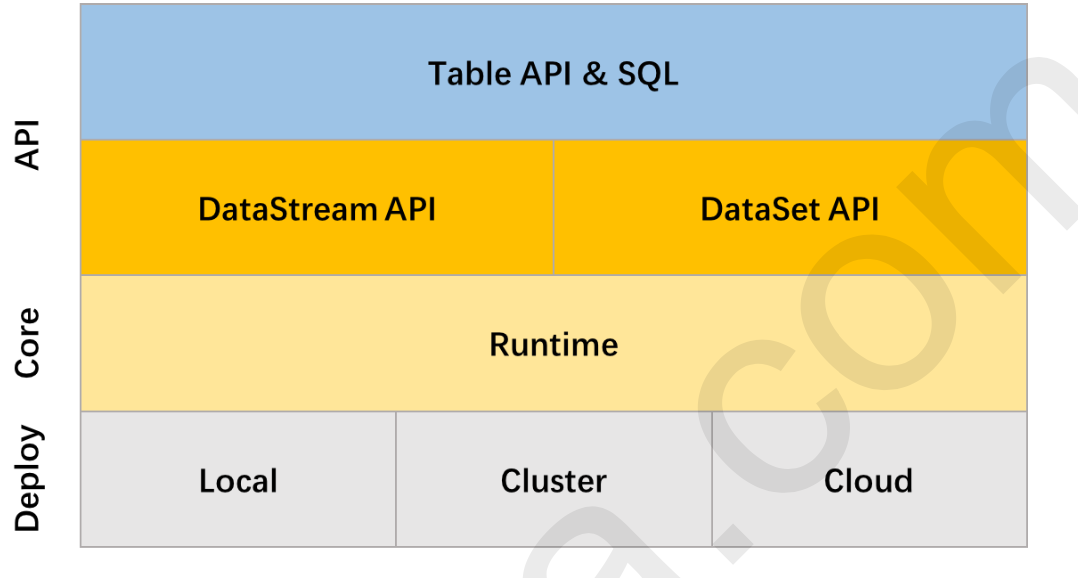 Table API & SQL
API
DataStream API
DataSet API
Core
Runtime
Deploy
Local
Cluster
Cloud
a.com